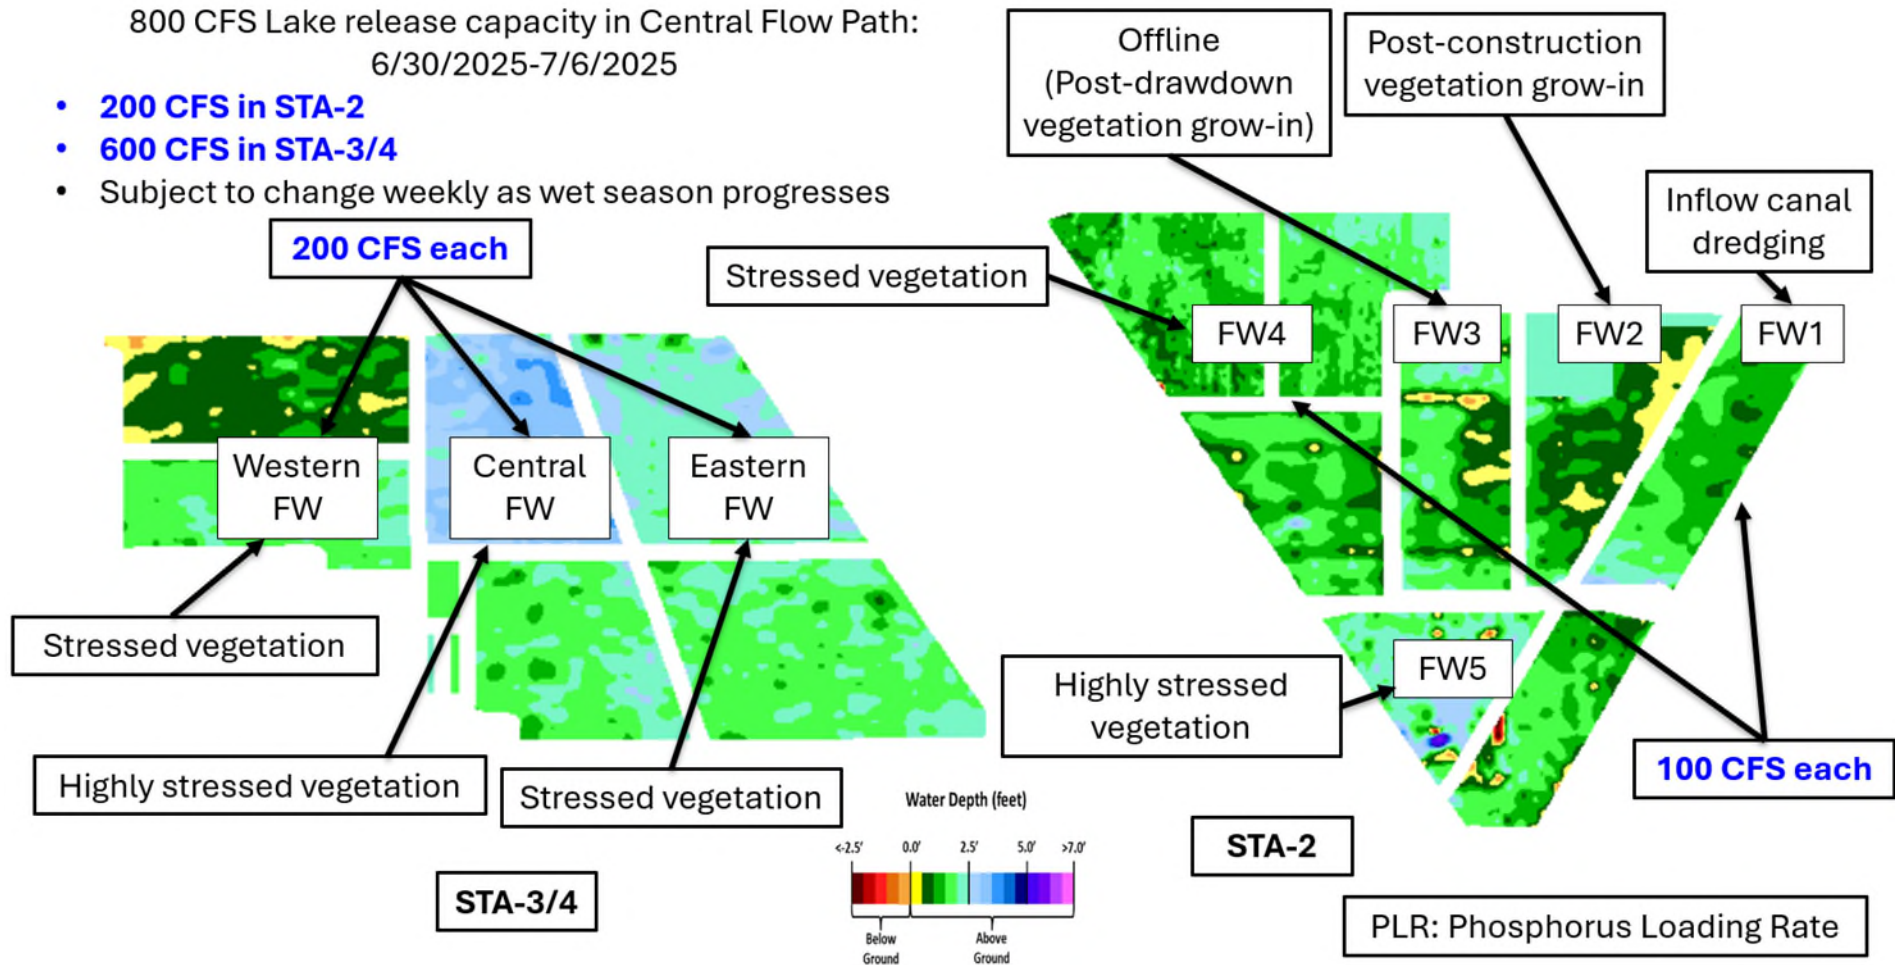 800 CFS Lake release capacity in Central Flow Path:
6/30/2025-7/6/2025
• 200 CFS in STA-2
• 600 CFS in STA-3/4
• Subject to change weekly as wet season progresses
200 CFS each
Offline
(Post-drawdown
vegetation grow-in)
Post-construction
vegetation grow-in
Inflow canal
dredging
Stressed vegetation
FW4
FW3
FW2
FW1
Western
FW
Central
FW
Eastern
FW
Stressed vegetation
Highly stressed vegetation
Stressed vegetation
FW5
Highly stressed
vegetation
100 CFS each
Water Depth (feet)
<-2.5' 0.0' 2.5' 5.0' >7.0'
Below
Ground
Above
Ground
STA-3/4
STA-2
PLR: Phosphorus Loading Rate